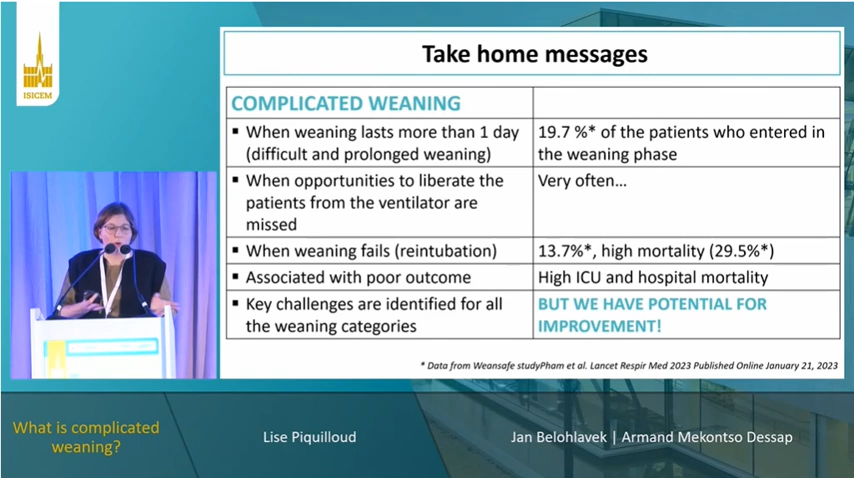 ISICEM
Take home messages
COMPLICATED WEANING
▪ When weaning lasts more than 1 day
(difficult and prolonged weaning)
19.7 %* of the patients who entered in
the weaning phase
▪ When opportunities to liberate the
patients from the ventilator are
missed
Very often…
▪ When weaning fails (reintubation)
13.7%*, high mortality (29.5%*)
▪ Associated with poor outcome
High ICU and hospital mortality
▪ Key challenges are identified for all
the weaning categories
BUT WE HAVE POTENTIAL FOR
IMPROVEMENT!
* Data from Weansafe studyPham et al. Lancet Respir Med 2023 Published Online January 21, 2023
What is complicated
weaning?
Lise Piquilloud
Jan Belohlavek | Armand Mekontso Dessap